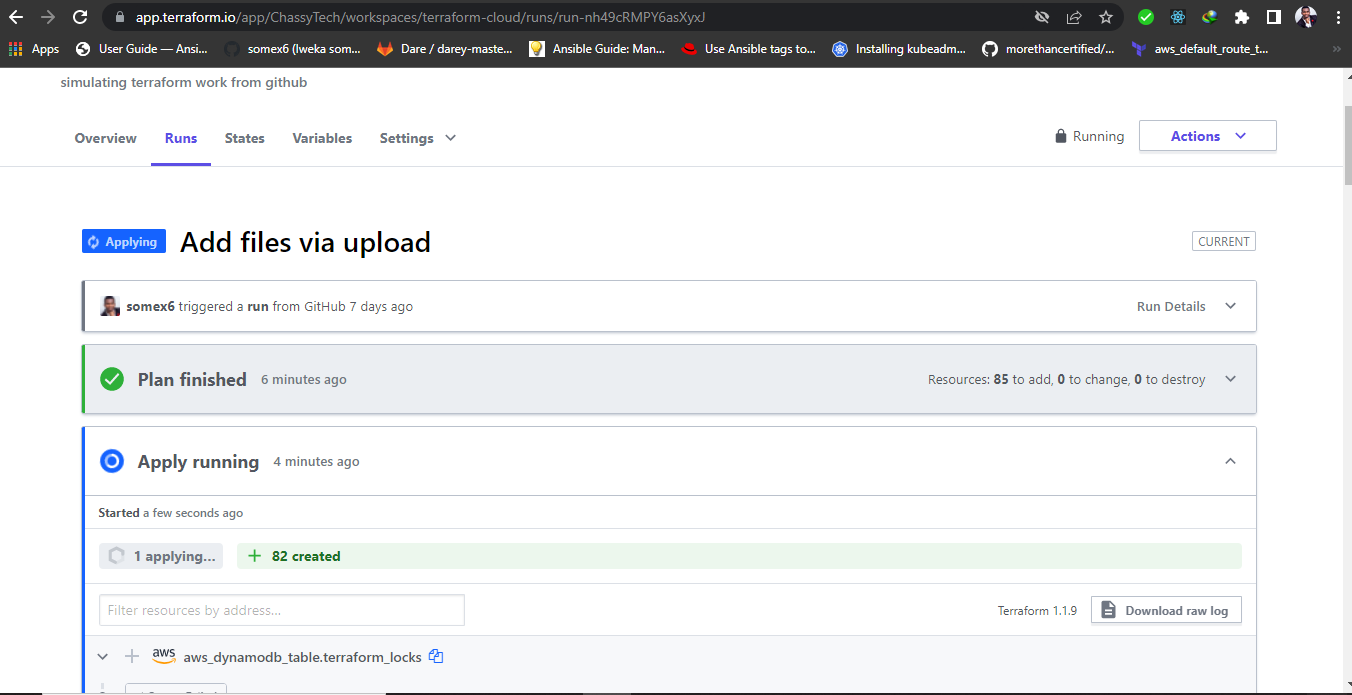 app.terraform.io/app/ChassyTech/workspaces/terraform-cloud/runs/run-nh49cRMPY6asXyxJ
Apps User Guide — Ansi... somex6 (Iweka som... Dare / darey-maste... Ansible Guide: Man... Use Ansible tags to... Installing kubeadm... morethancertified/... aws_default_route_t... »
simulating terraform work from github
Overview Runs States Variables Settings Running Actions
Applying Add files via upload CURRENT
somex6 triggered a run from GitHub 7 days ago Run Details
Plan finished 6 minutes ago Resources: 85 to add, 0 to change, 0 to destroy
Apply running 4 minutes ago
Started a few seconds ago
1 applying... + 82 created
Filter resources by address... Terraform 1.1.9 Download raw log
aws aws_dynamodb_table.terraform_locks